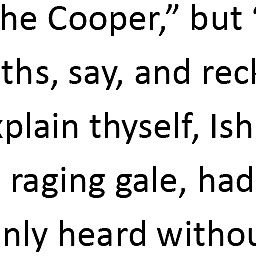 he Cooper,” but ‘
ths, say, and reck
xplain thyself, Ish
raging gale, had
nly heard withou